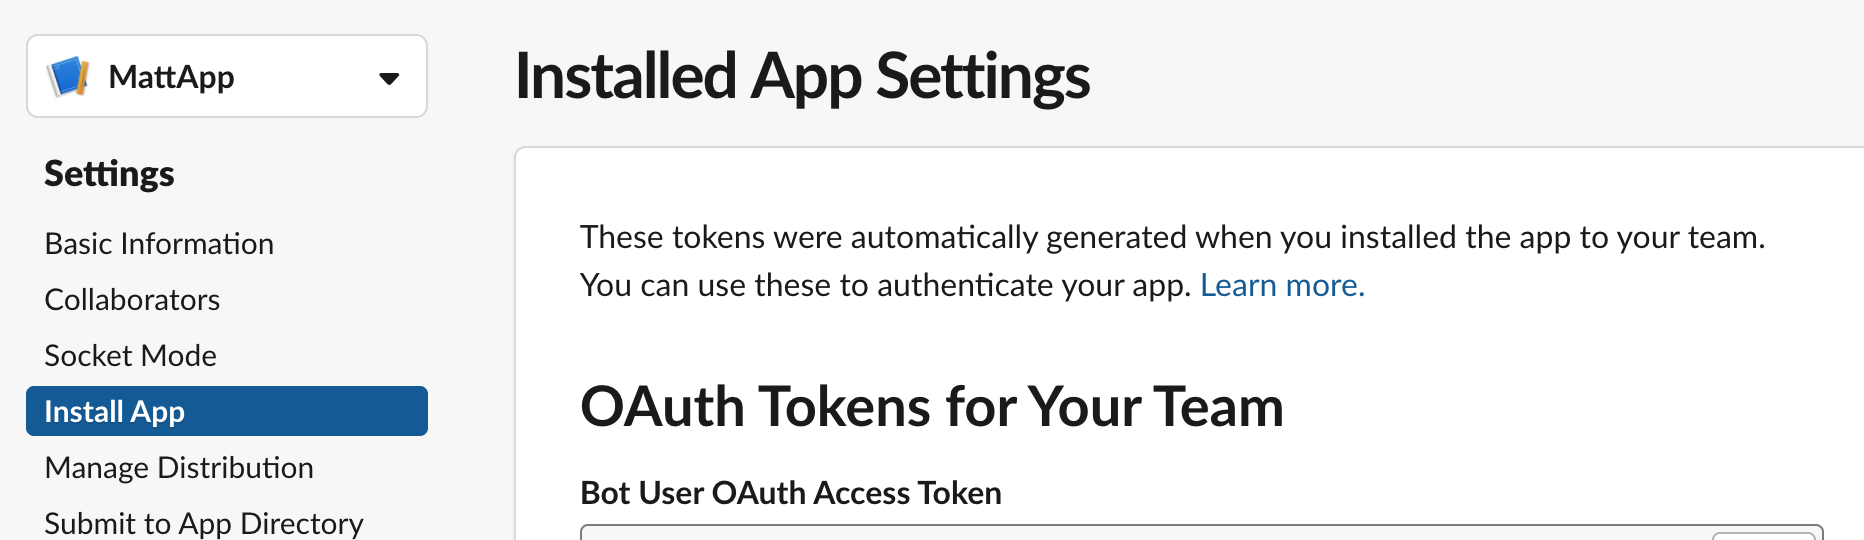 MattApp
Settings
Basic Information
Collaborators
Socket Mode
Install App
Manage Distribution
Submit to App Directory
Installed App Settings
These tokens were automatically generated when you installed the app to your team.
You can use these to authenticate your app. Learn more.
OAuth Tokens for Your Team
Bot User OAuth Access Token